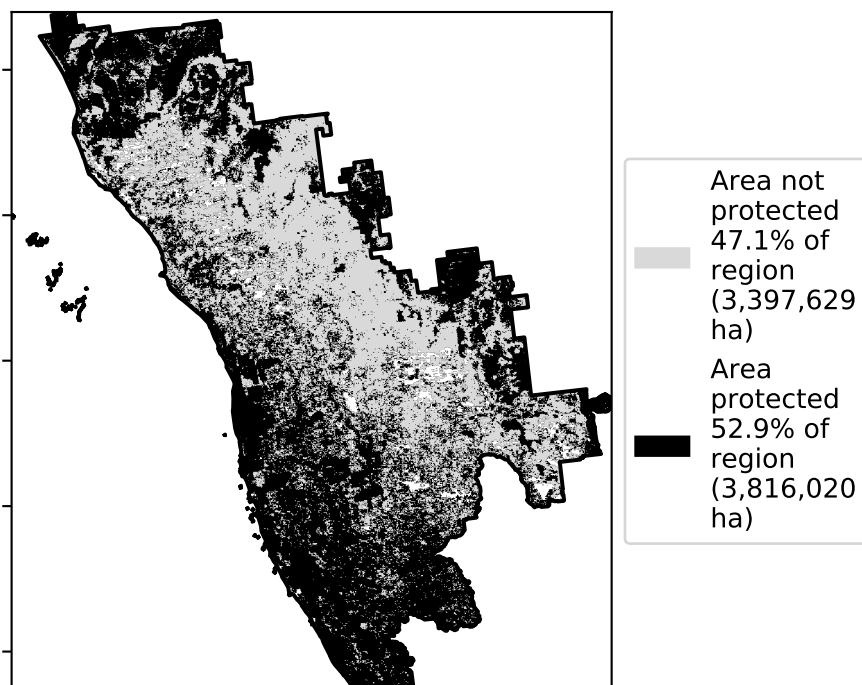 Area not
protected
47.1% of
region
(3,397,629
ha)
Area
protected
52.9% of
region
(3,816,020
ha)